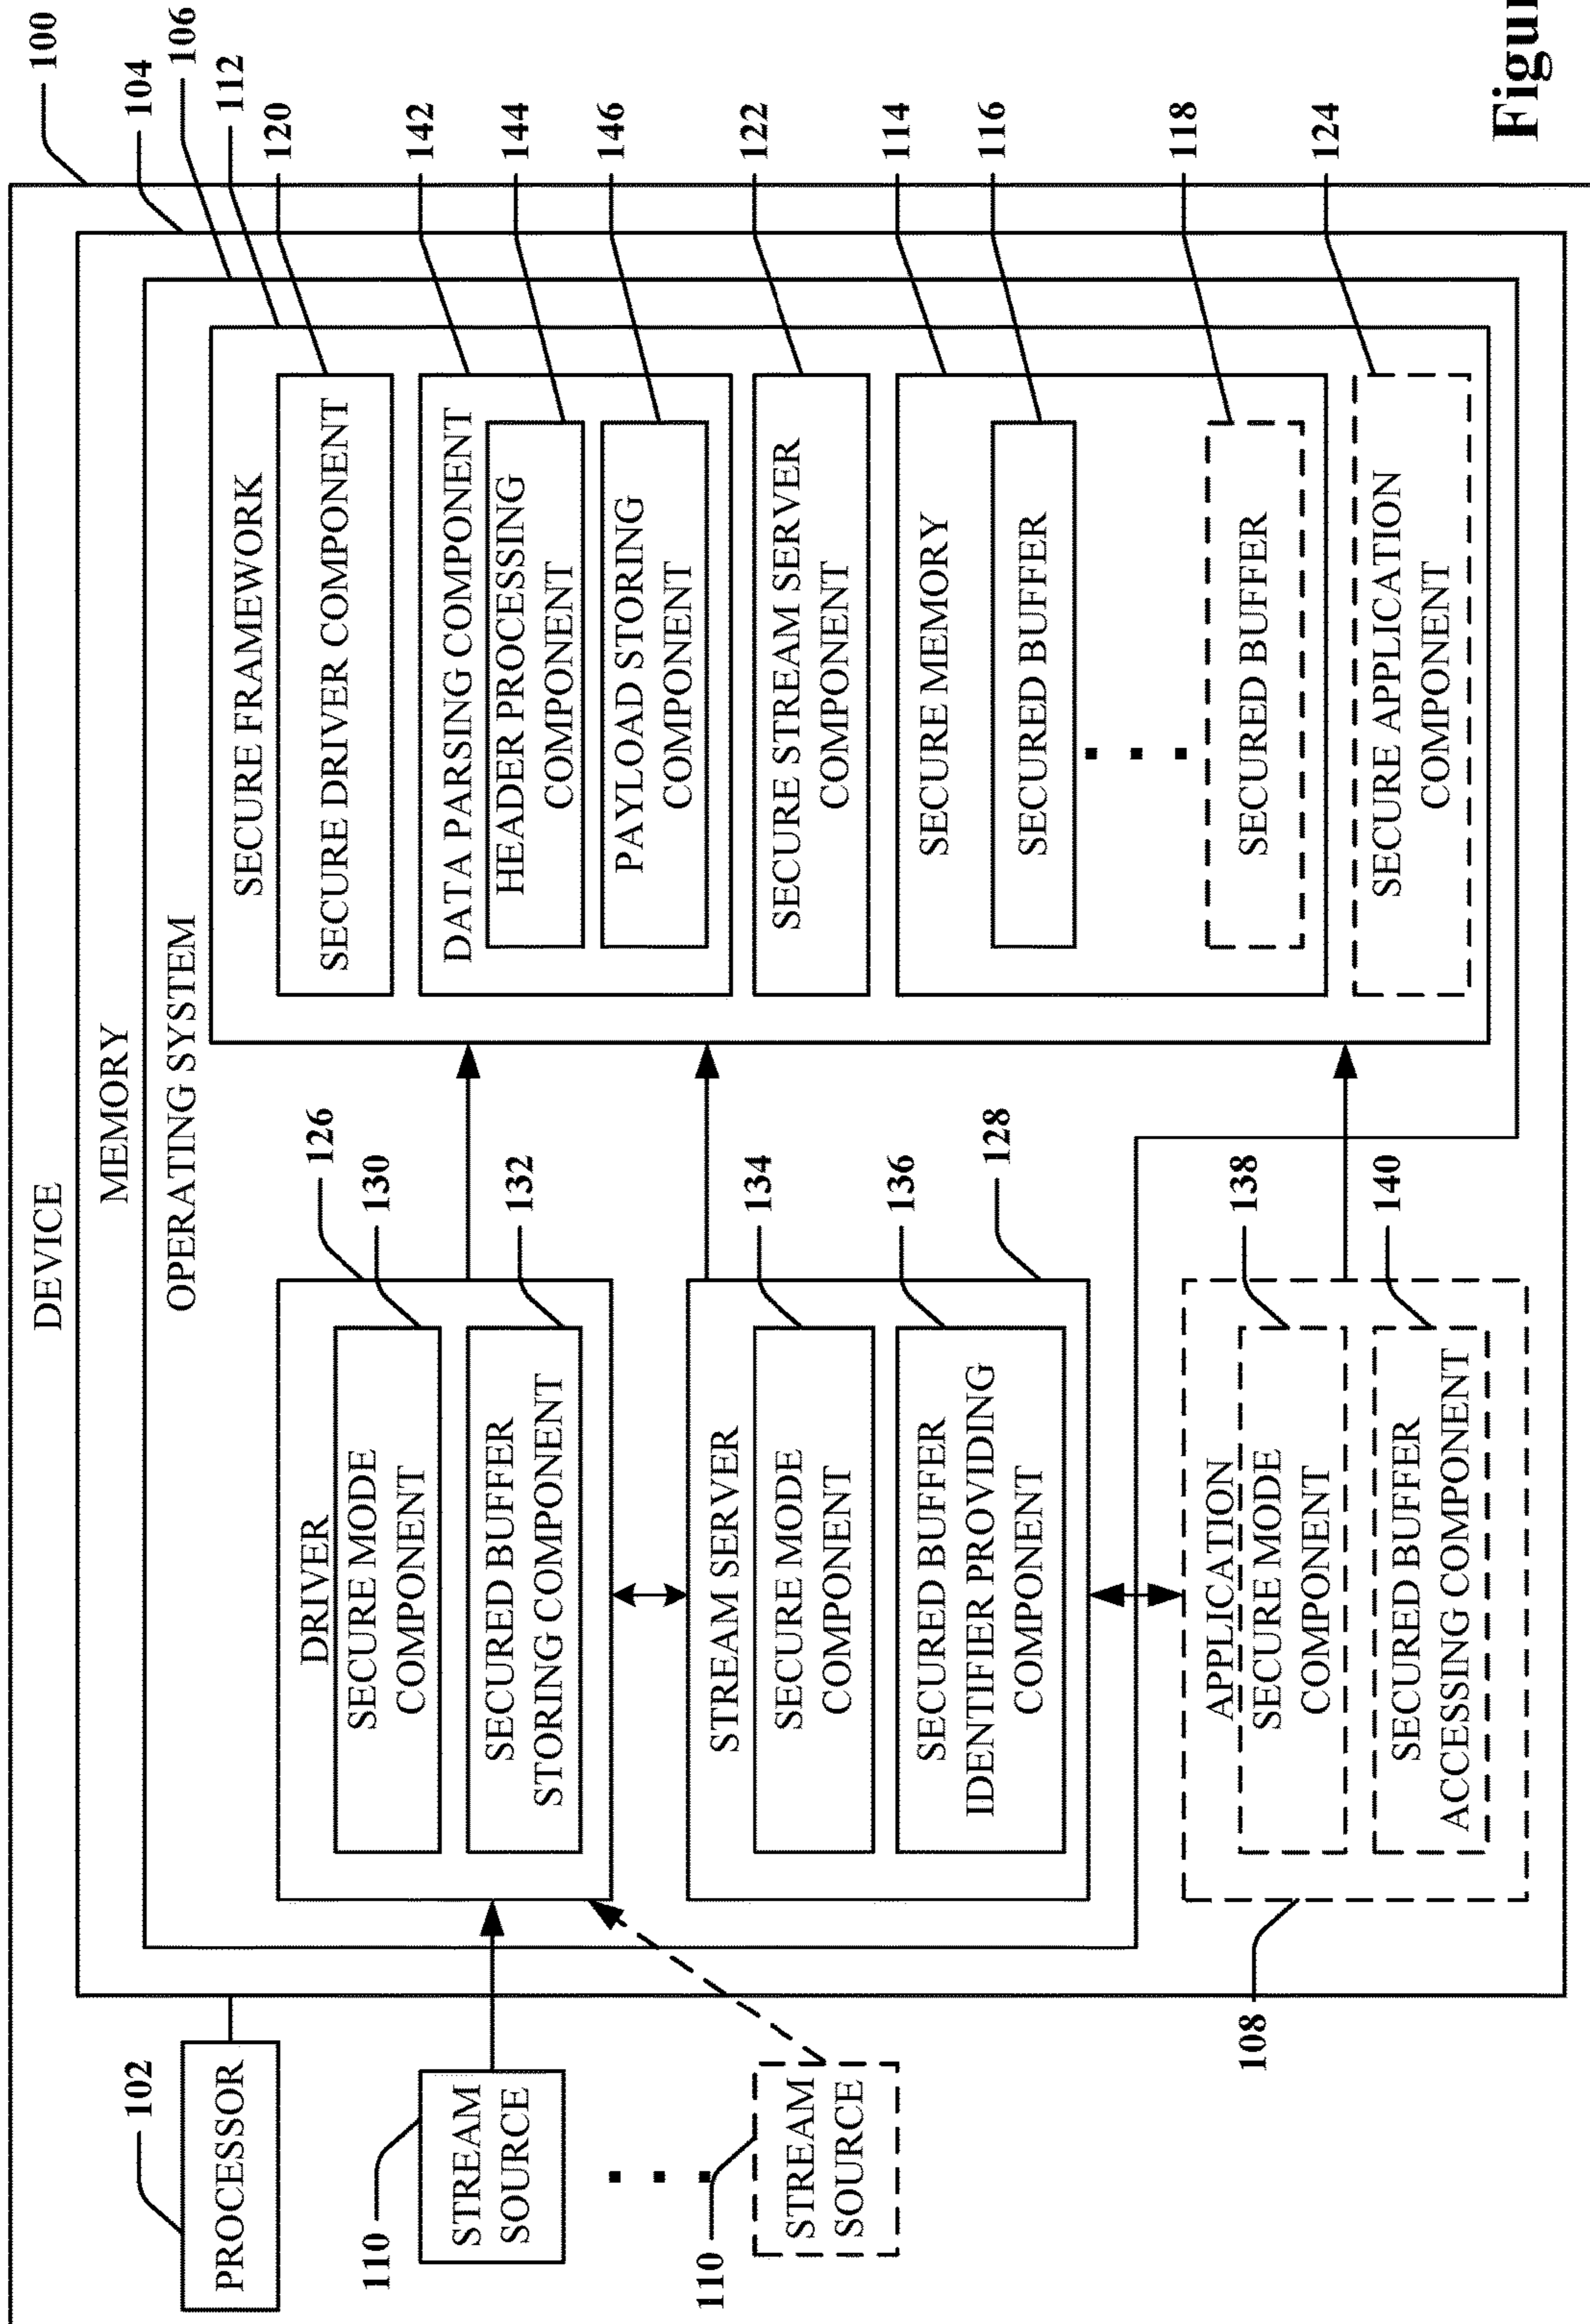 DEVICE
100
MEMORY
104
OPERATING SYSTEM
106
112
102
PROCESSOR
110
STREAM
SOURCE
110
STREAM
SOURCE
DRIVER
126
SECURE MODE
COMPONENT
130
SECURED BUFFER
STORING COMPONENT
132
STREAM SERVER
SECURE MODE
COMPONENT
134
SECURED BUFFER
IDENTIFIER PROVIDING
COMPONENT
136
128
108
APPLICATION
SECURE MODE
COMPONENT
138
SECURED BUFFER
ACCESSING COMPONENT
140
SECURE FRAMEWORK
SECURE DRIVER COMPONENT
120
DATA PARSING COMPONENT
142
HEADER PROCESSING
COMPONENT
144
PAYLOAD STORING
COMPONENT
146
SECURE STREAM SERVER
COMPONENT
122
SECURE MEMORY
114
SECURED BUFFER
116
SECURED BUFFER
118
SECURE APPLICATION
COMPONENT
124
Figur